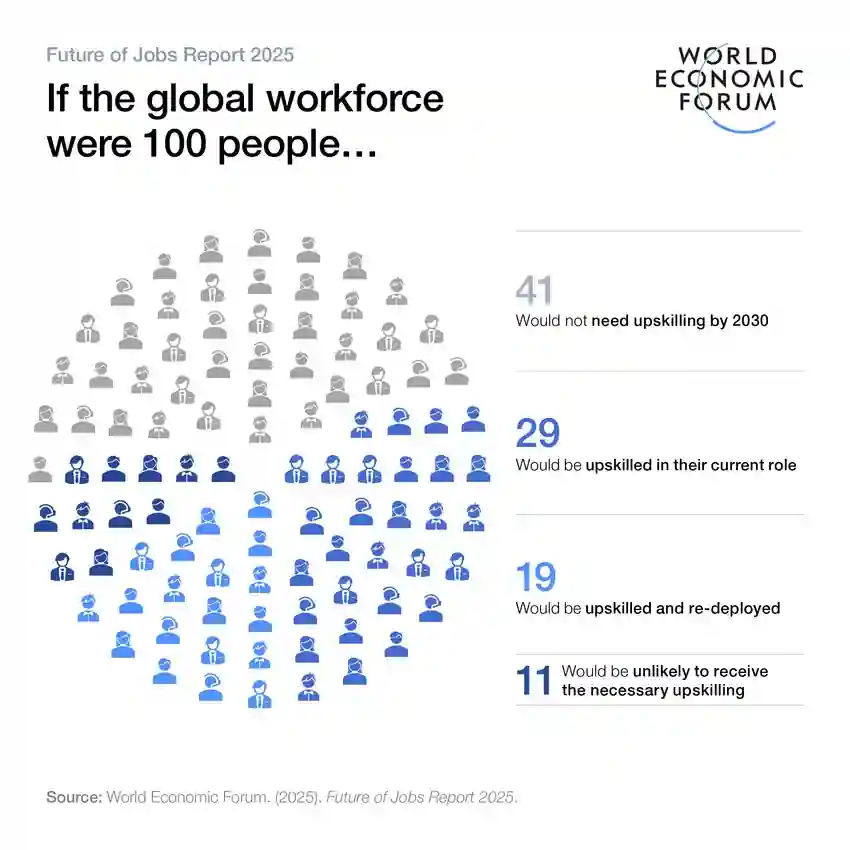 Future of Jobs Report 2025
If the global workforce
were 100 people...
WORLD
ECONOMIC
FORUM
41
Would not need upskilling by 2030
29
Would be upskilled in their current role
19
Would be upskilled and re-deployed
11
Would be unlikely to receive
the necessary upskilling
Source: World Economic Forum. (2025). Future of Jobs Report 2025.